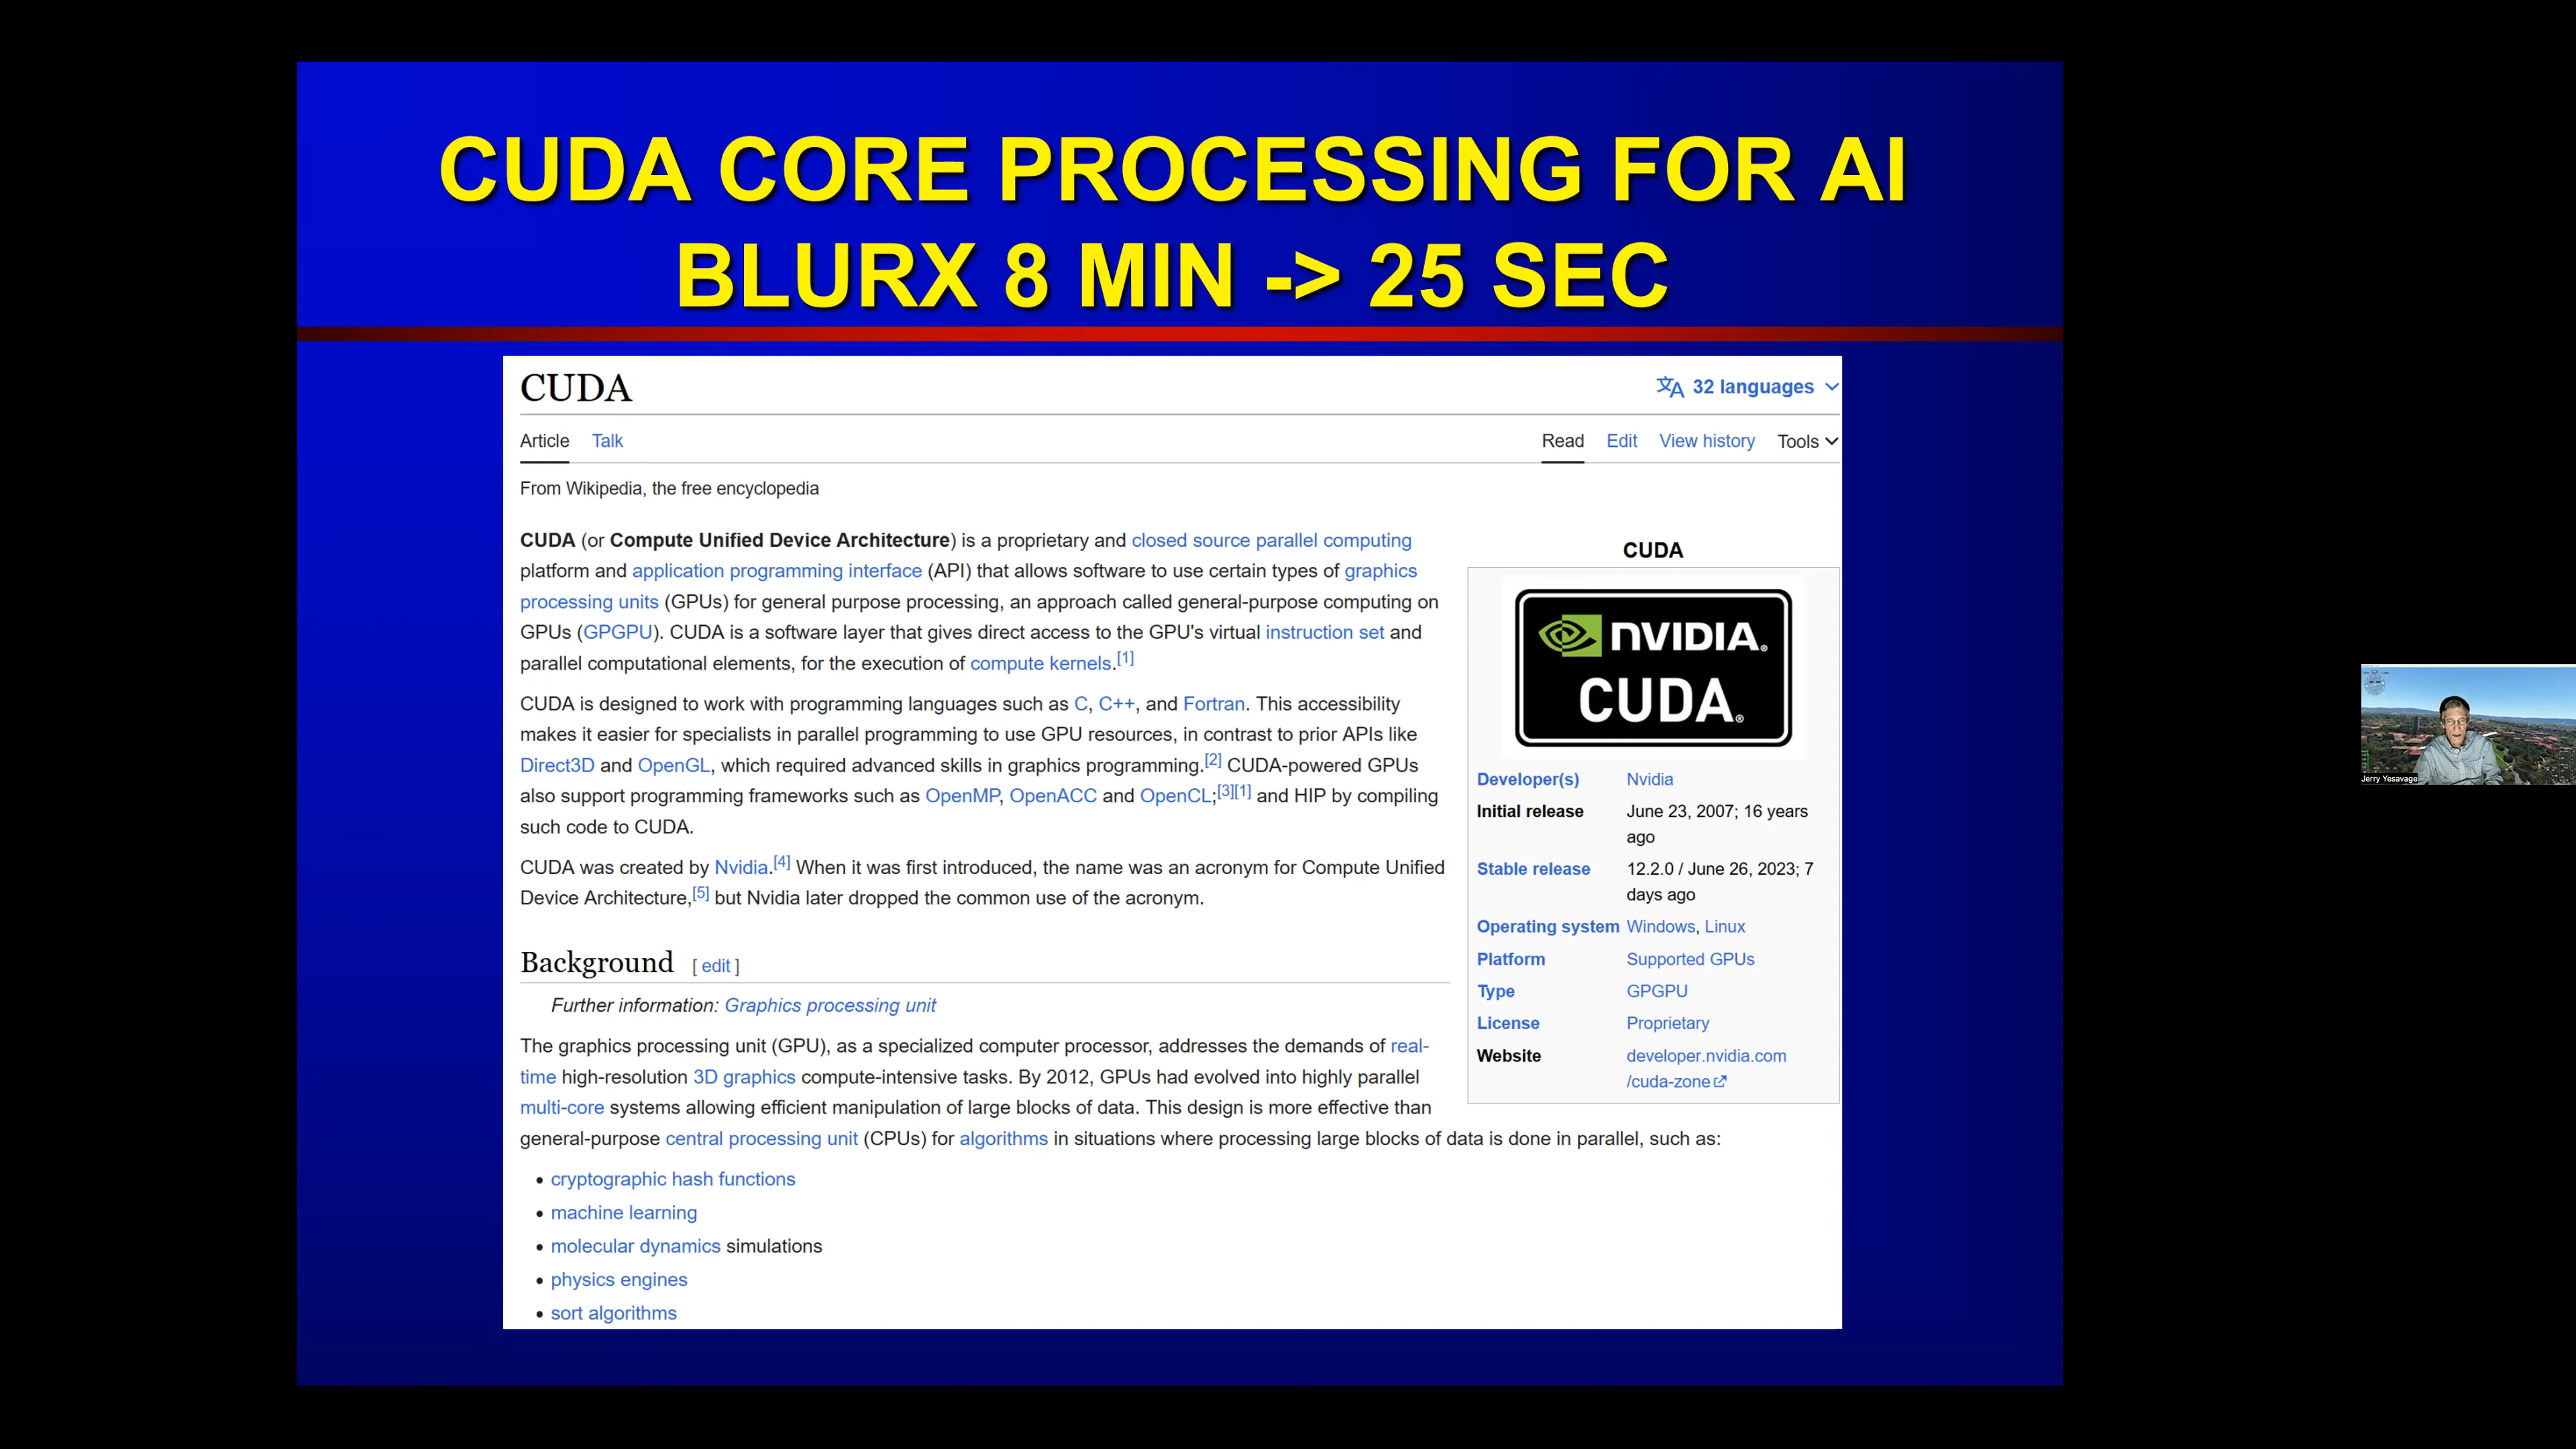 CUDA CORE PROCESSING FOR AI
BLURX 8 MIN -> 25 SEC
CUDA
32 languages
Article Talk
Read Edit View history Tools
From Wikipedia, the free encyclopedia
CUDA (or Compute Unified Device Architecture) is a proprietary and closed source parallel computing
platform and application programming interface (API) that allows software to use certain types of graphics
processing units (GPUs) for general purpose processing, an approach called general-purpose computing on
GPUs (GPGPU). CUDA is a software layer that gives direct access to the GPU's virtual instruction set and
parallel computational elements, for the execution of compute kernels.[1]
CUDA is designed to work with programming languages such as C, C++, and Fortran. This accessibility
makes it easier for specialists in parallel programming to use GPU resources, in contrast to prior APIs like
Direct3D and OpenGL, which required advanced skills in graphics programming.[2] CUDA-powered GPUs
also support programming frameworks such as OpenMP, OpenACC and OpenCL;[3][1] and HIP by compiling
such code to CUDA.
CUDA was created by Nvidia.[4] When it was first introduced, the name was an acronym for Compute Unified
Device Architecture,[5] but Nvidia later dropped the common use of the acronym.
CUDA
NVIDIA®
CUDA®
Developer(s) Nvidia
Initial release June 23, 2007; 16 years
ago
Stable release 12.2.0 / June 26, 2023; 7
days ago
Operating system Windows, Linux
Platform Supported GPUs
Type GPGPU
License Proprietary
Website developer.nvidia.com
/cuda-zone
Background [ edit ]
Further information: Graphics processing unit
The graphics processing unit (GPU), as a specialized computer processor, addresses the demands of real-
time high-resolution 3D graphics compute-intensive tasks. By 2012, GPUs had evolved into highly parallel
multi-core systems allowing efficient manipulation of large blocks of data. This design is more effective than
general-purpose central processing unit (CPUs) for algorithms in situations where processing large blocks of data is done in parallel, such as:
• cryptographic hash functions
• machine learning
• molecular dynamics simulations
• physics engines
• sort algorithms
Jerry Yesavage